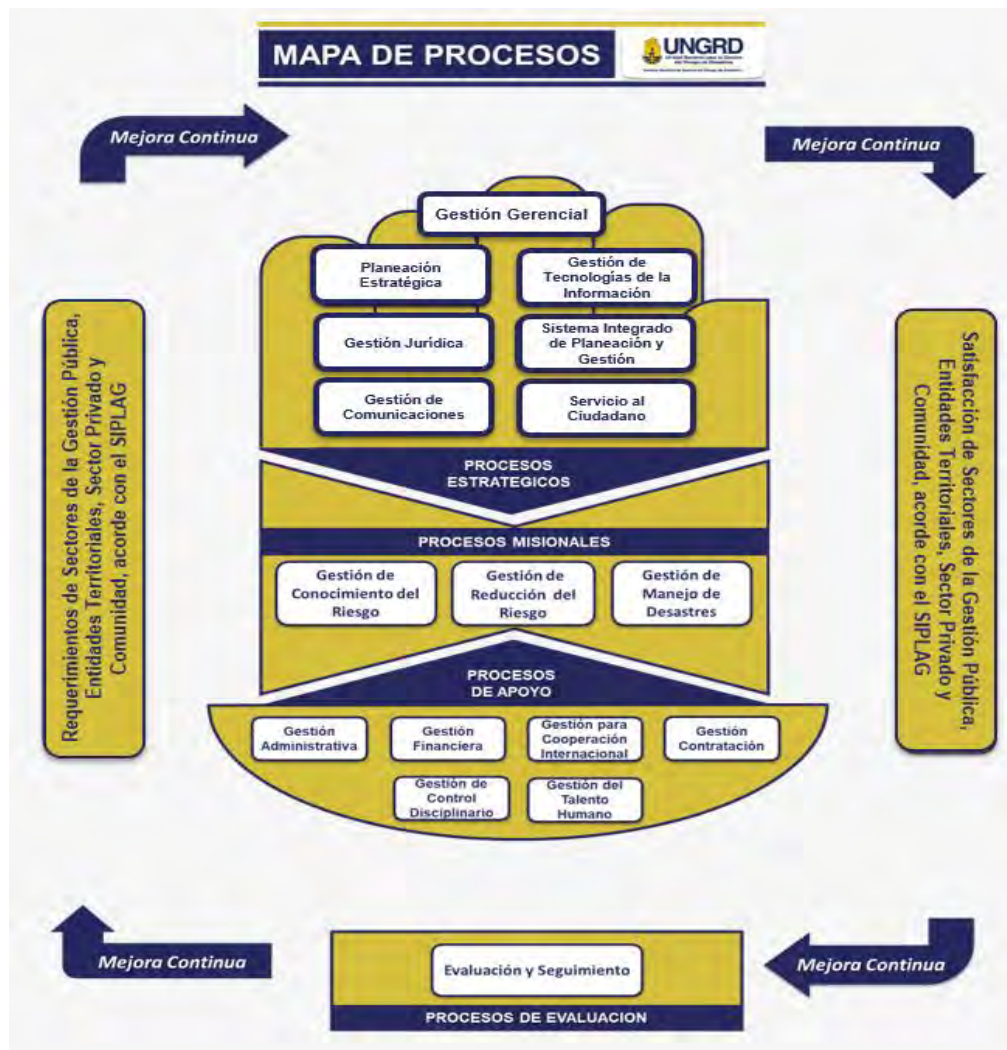 MAPA DE PROCESOS
UNGRD
Mejora Continua
Mejora Continua
Gestión Gerencial
Planeación
Estratégica
Gestión de
Tecnologías de la
Información
Gestión Jurídica
Sistema Integrado
de Planeación y
Gestión
Gestión de
Comunicaciones
Servicio al
Ciudadano
PROCESOS
ESTRATEGICOS
Requerimientos de Sectores de la Gestión Pública,
Entidades Territoriales, Sector Privado y
Comunidad, acorde con el SIPLAG
Satisfacción de Sectores de la Gestión Pública,
Entidades Territoriales, Sector Privado y
Comunidad, acorde con el SIPLAG
PROCESOS MISIONALES
Gestión de
Conocimiento del
Riesgo
Gestión de
Reducción del
Riesgo
Gestión de
Manejo de
Desastres
PROCESOS
DE APOYO
Gestión
Administrativa
Gestión
Financiera
Gestión para
Cooperación
Internacional
Gestión
Contratación
Gestión de
Control
Disciplinario
Gestión del
Talento
Humano
Mejora Continua
Evaluación y Seguimiento
Mejora Continua
PROCESOS DE EVALUACION